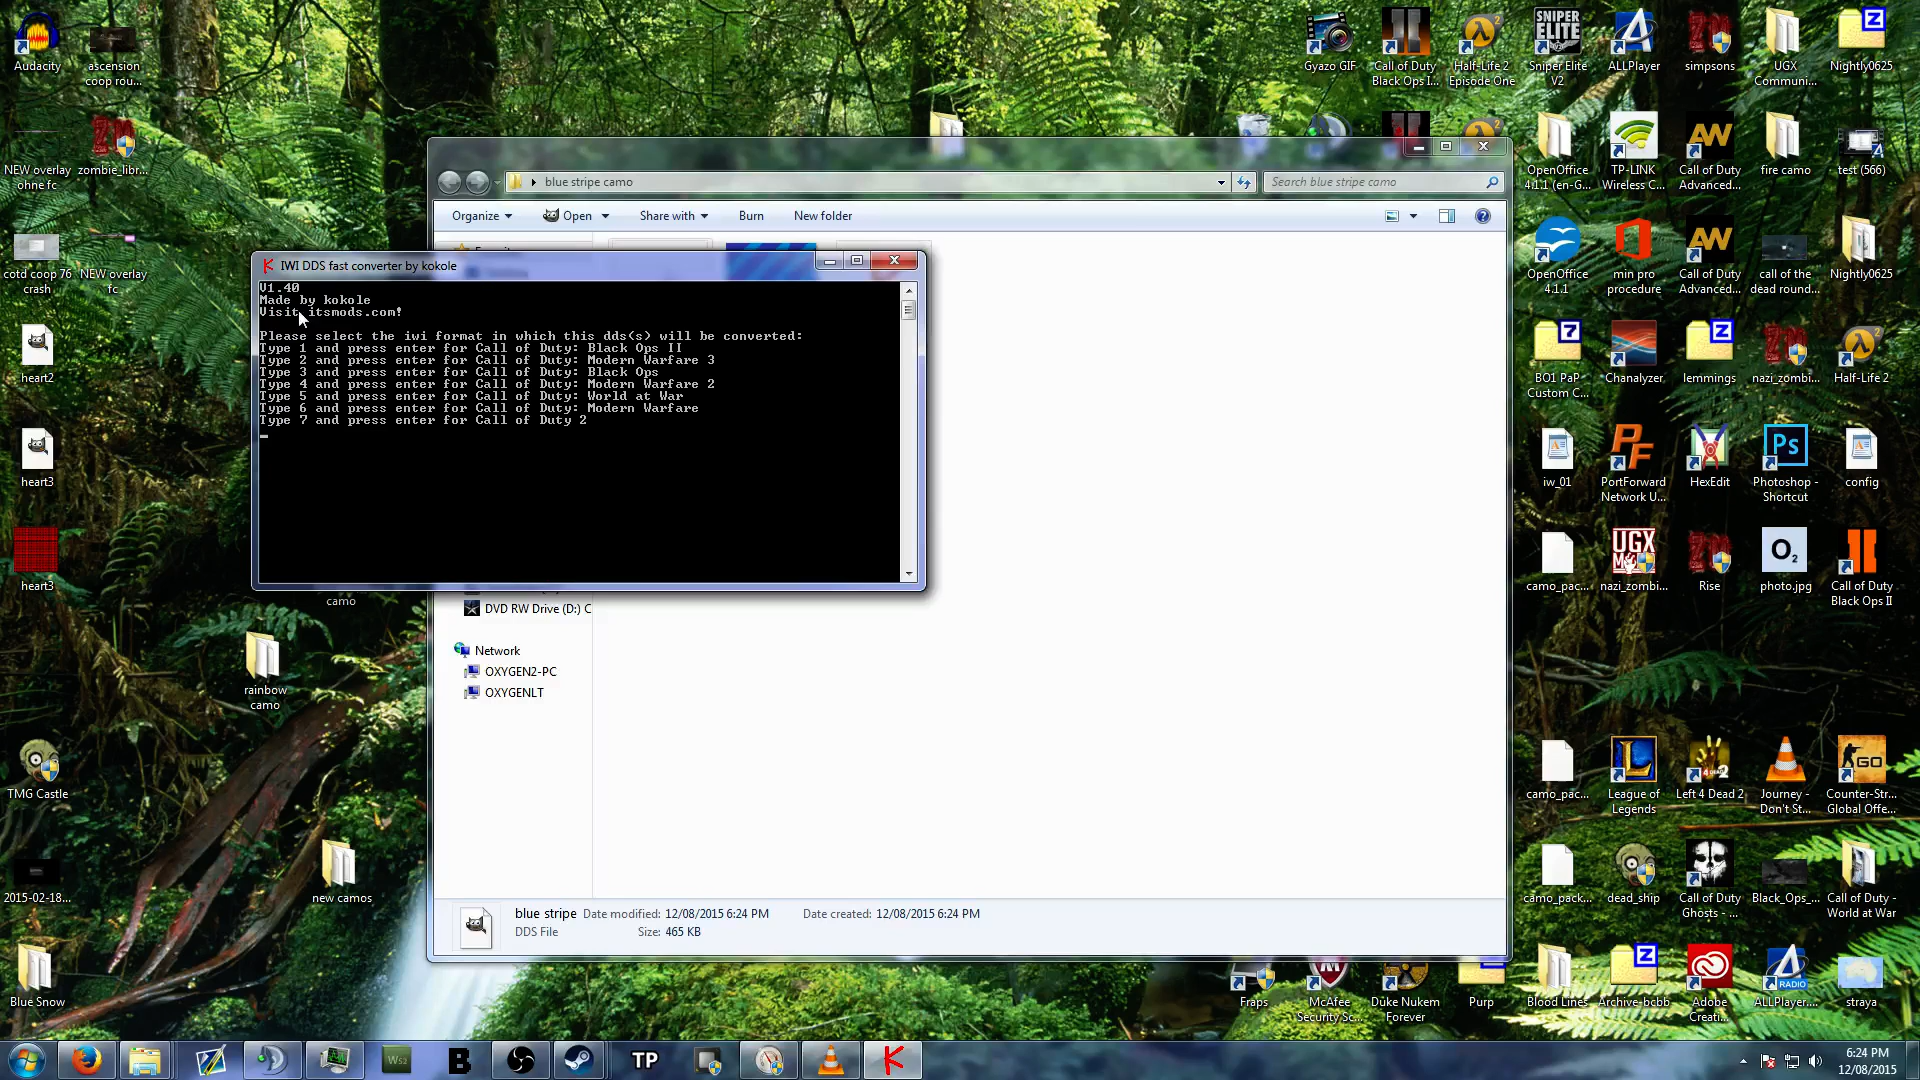 Audacity
ascension
coop rou...
NEW overlay
ohne fc
zombie_libr...
cotd coop 76
crash
NEW overlay
fc
heart2
heart3
heart3
TMG Castle
2015-02-18...
Blue Snow
camo
rainbow
camo
new camos
blue stripe camo
Search blue stripe camo
Organize
Open
Share with
Burn
New folder
IWI DDS fast converter by kokole
V1.40
Made by kokole
Visit itsmods.com!
Please select the iwi format in which this dds(s) will be converted:
Type 1 and press enter for Call of Duty: Black Ops II
Type 2 and press enter for Call of Duty: Modern Warfare 3
Type 3 and press enter for Call of Duty: Black Ops
Type 4 and press enter for Call of Duty: Modern Warfare 2
Type 5 and press enter for Call of Duty: World at War
Type 6 and press enter for Call of Duty: Modern Warfare
Type 7 and press enter for Call of Duty 2
DVD RW Drive (D:) C
Network
OXYGEN2-PC
OXYGENLT
blue stripe
Date modified: 12/08/2015 6:24 PM
Date created: 12/08/2015 6:24 PM
DDS File
Size: 465 KB
Gyazo GIF
Call of Duty
Black Ops I...
Half-Life 2
Episode One
SNIPER
ELITE
Sniper Elite
V2
ALLPlayer
simpsons
UGX
Communi...
Nightly0625
OpenOffice
4.1.1 (en-G...
TP-LINK
Wireless C...
AW
Call of Duty
Advanced...
fire camo
test (566)
OpenOffice
4.1.1
min pro
procedure
AW
Call of Duty
Advanced...
call of the
dead round...
Nightly0625
BO1 PaP
Custom C...
Chanalyzer
lemmings
nazi_zombi...
Half-Life 2
iw_01
PF
PortForward
Network U...
HexEdit
Ps
Photoshop -
Shortcut
config
camo_pac...
UGX
nazi_zombi...
Rise
O2
photo.jpg
Call of Duty
Black Ops II
camo_pac...
League of
Legends
Left 4 Dead 2
Journey -
Don't St...
GO
Counter-Str...
Global Offe...
camo_pack...
dead_ship
Call of Duty
Ghosts - ...
Black_Ops_...
Call of Duty -
World at War
Fraps
McAfee
Security Sc...
Duke Nukem
Forever
Purp
Blood Lines
Archive-bcbb
Adobe
Creati...
RADIO
ALLPlayer...
straya
Ws2
B
TP
6:24 PM
12/08/2015